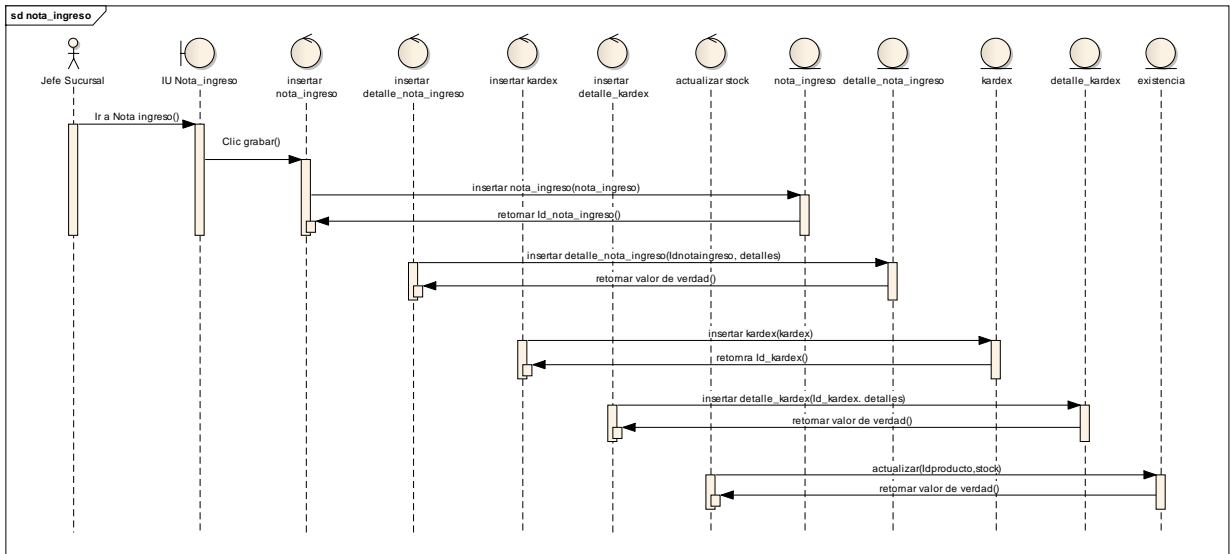 sd nota_ingreso
Jefe Sucursal
IU Nota_ingreso
insertar
nota_ingreso
insertar
detalle_nota_ingreso
insertar kardex
insertar
detalle_kardex
actualizar stock
nota_ingreso
detalle_nota_ingreso
kardex
detalle_kardex
existencia
Ir a Nota ingreso()
Clic grabar()
insertar nota_ingreso(nota_ingreso)
retornar Id_nota_ingreso()
insertar detalle_nota_ingreso(Idnotaingreso, detalles)
retornar valor de verdad()
insertar kardex(kardex)
retornra Id_kardex()
insertar detalle_kardex(Id_kardex. detalles)
retornar valor de verdad()
actualizar(Idproducto,stock)
retornar valor de verdad()